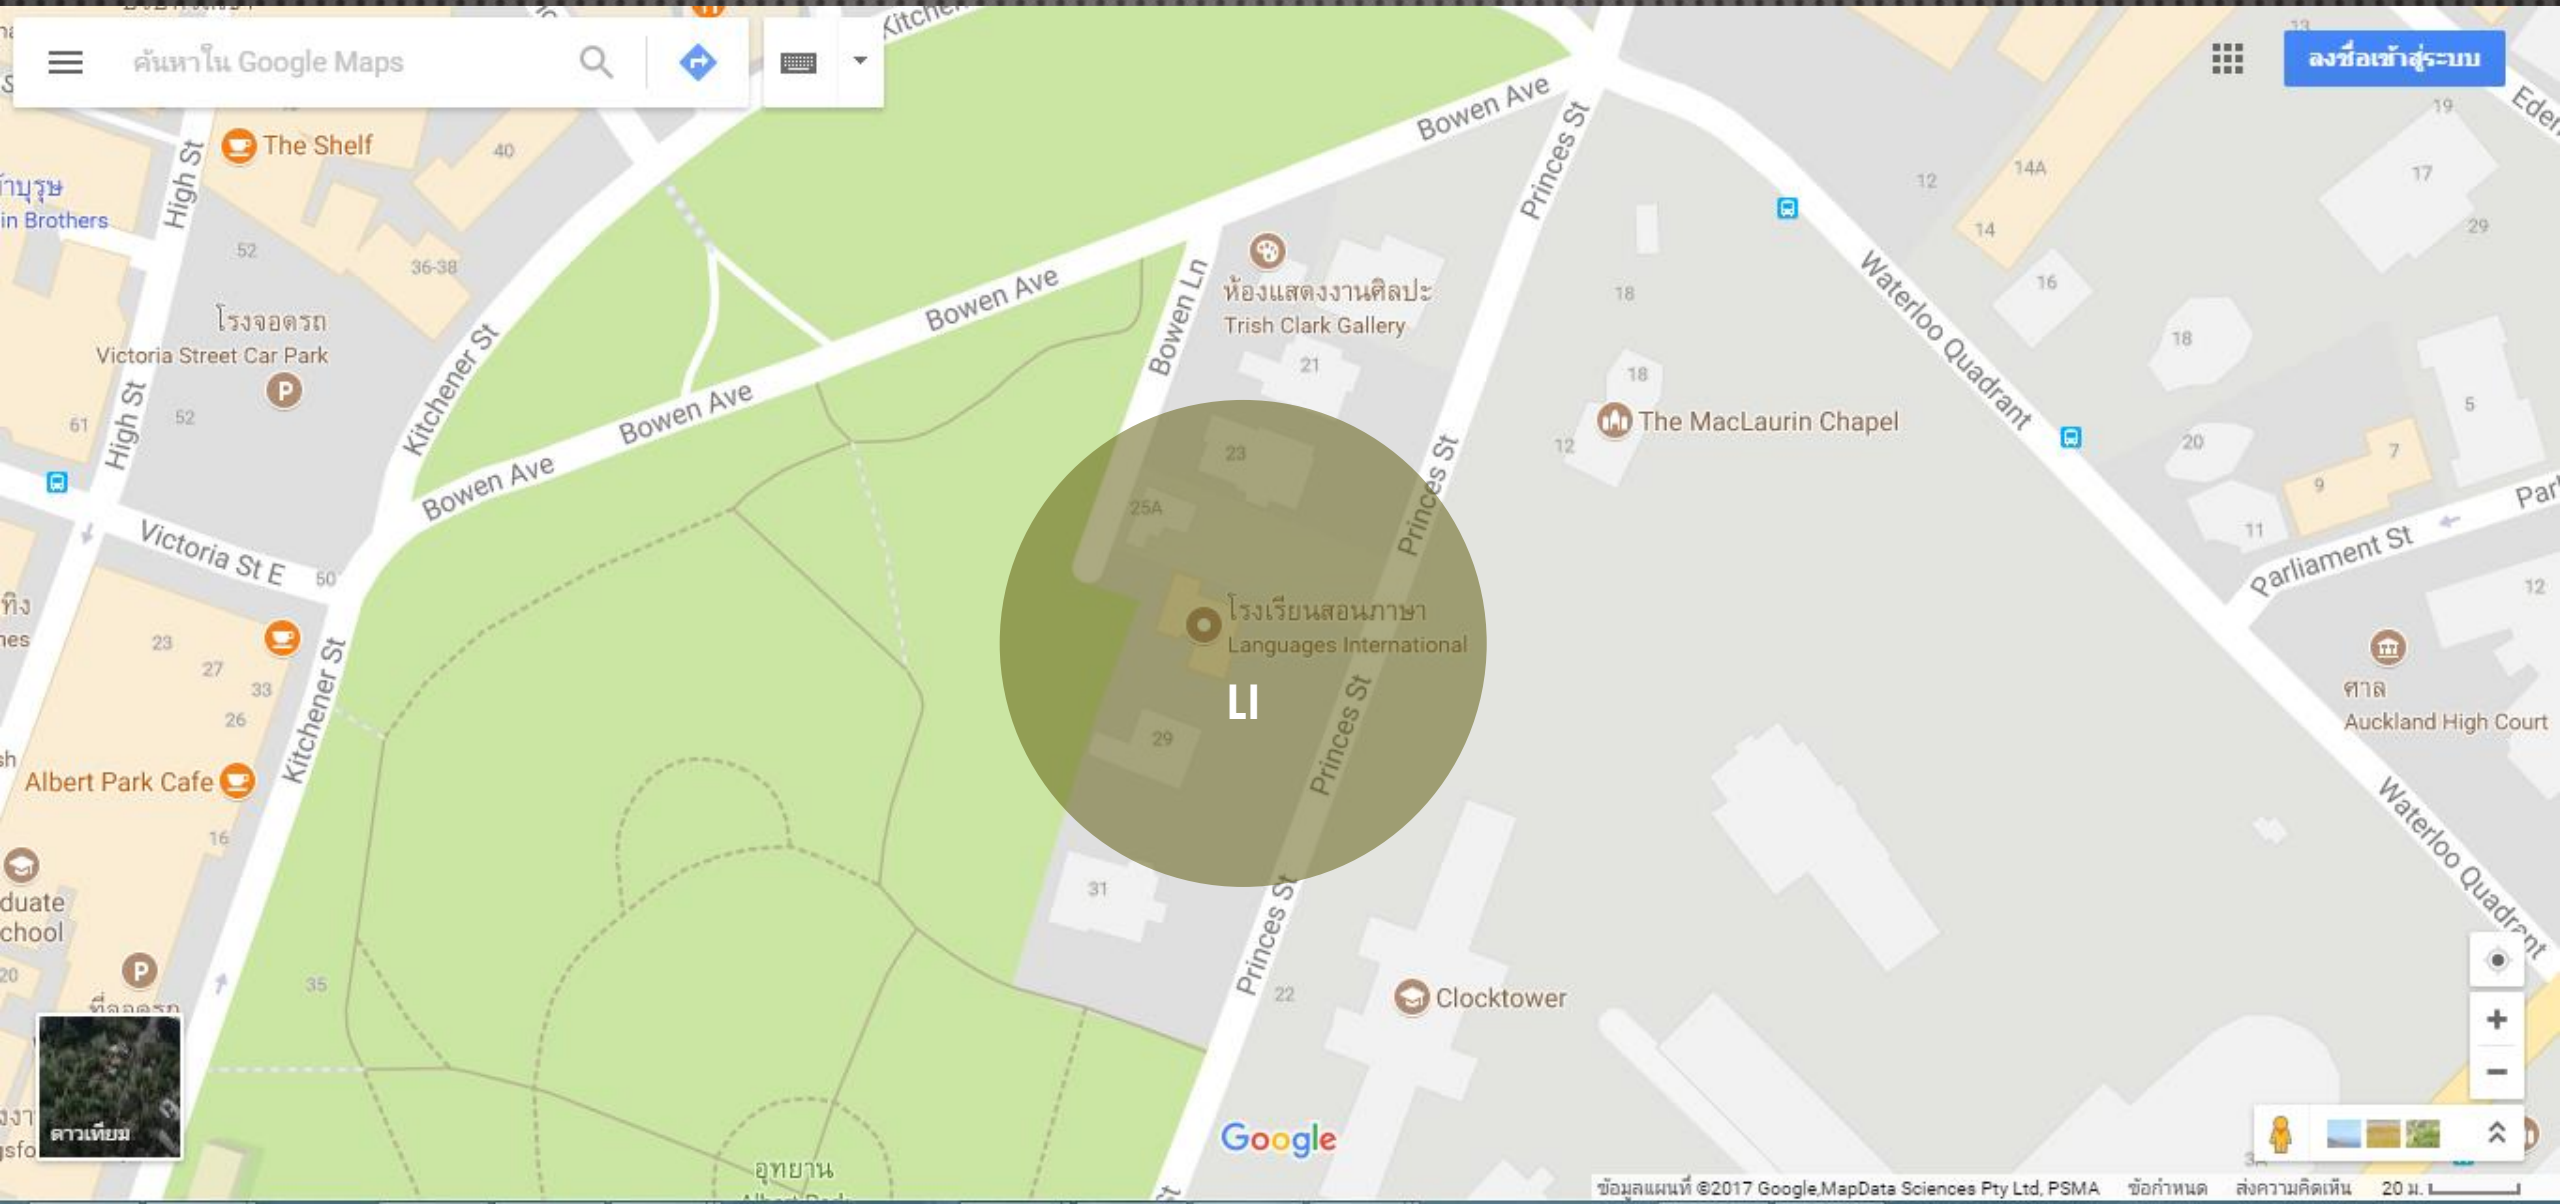 ค้นหาใน Google Maps
ลงชื่อเข้าสู่ระบบ
13
19
The Shelf
40
High St
in Brothers
52
36-38
โรงจอดรถ
Victoria Street Car Park
P
52
61
High St
Kitchener St
Bowen Ave
Bowen Ave
Bowen Ave
Bowen Ave
Bowen Ln
Princes St
ห้องแสดงงานศิลปะ
Trish Clark Gallery
21
18
18
12
The MacLaurin Chapel
12
14A
14
16
17
29
18
Waterloo Quadrant
5
20
7
9
11
Parliament St
12
Victoria St E
50
23
25A
Princes St
โรงเรียนสอนภาษา
Languages International
LI
29
Princes St
31
Princes St
22
Clocktower
23
27
33
26
Kitchener St
Albert Park Cafe
16
P
35
20
ศาล
Auckland High Court
Waterloo Quadrant
ดาวเทียม
อุทยาน
Google
ข้อมูลแผนที่ ©2017 Google,MapData Sciences Pty Ltd, PSMA ข้อกำหนด ส่งความคิดเห็น 20 ม.